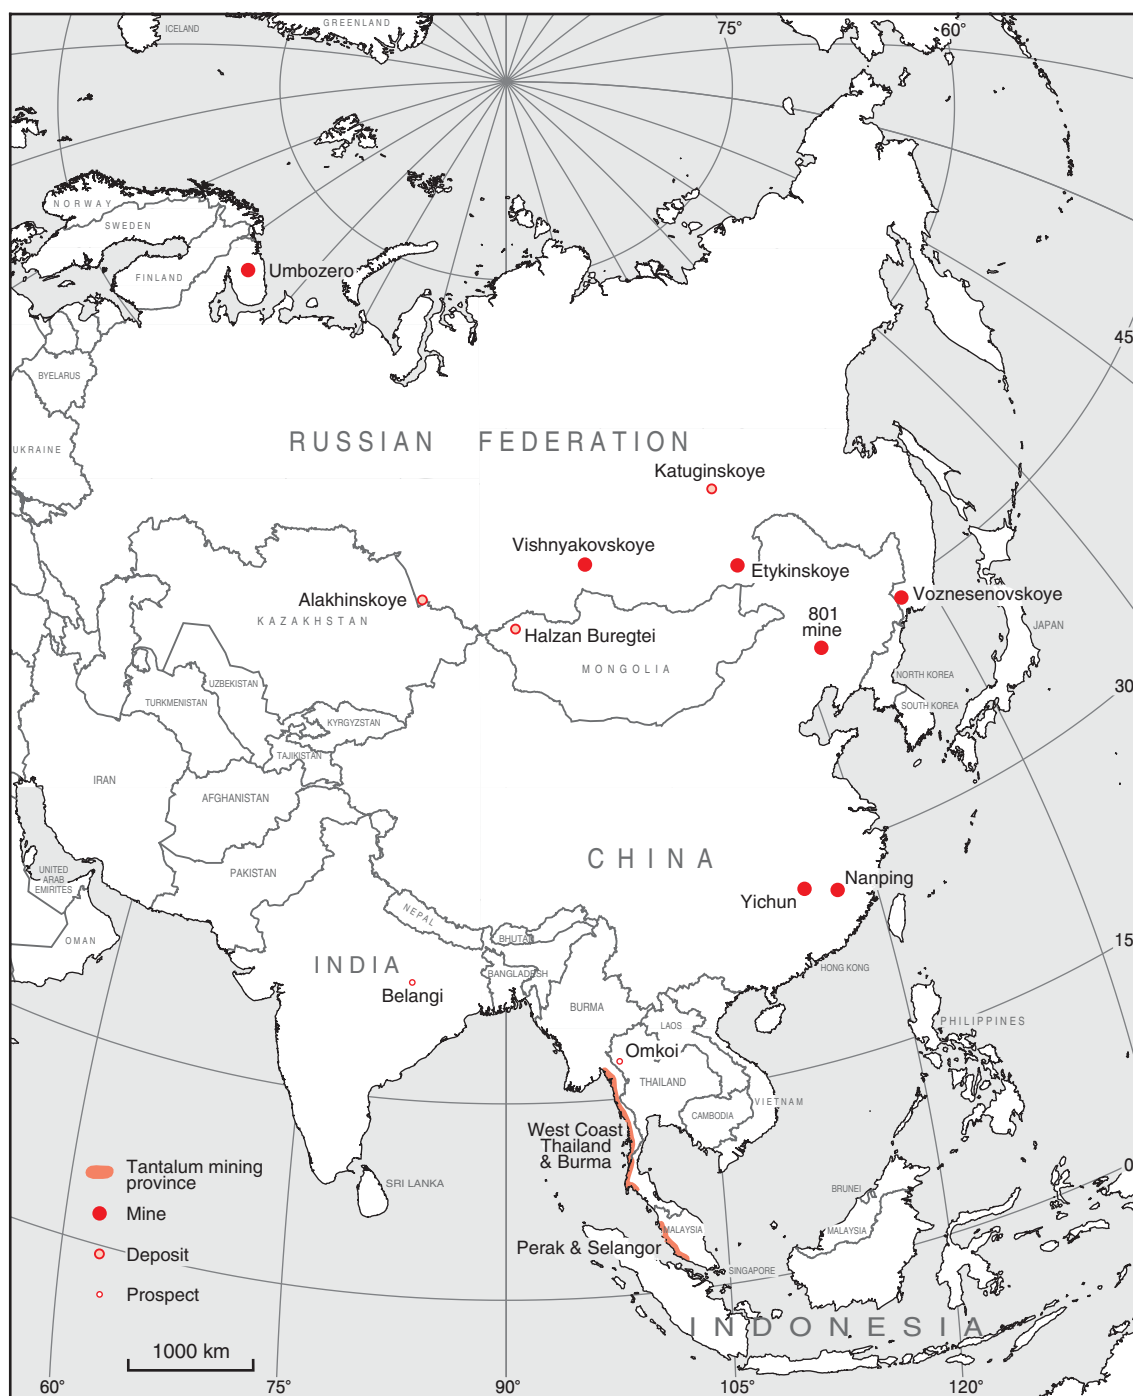 GREENLAND
ICELAND
75°
60°
NORWAY
SWEDEN
FINLAND
Umbozero
45
BYELARUS
UKRAINE
RUSSIAN FEDERATION
Katuginskoye
Vishnyakovskoye
Etykinskoye
Alakhinskoye
Voznesenovskoye
KAZAKHSTAN
Halzan Buregtei
801
mine
JAPAN
MONGOLIA
NORTH KOREA
UZBEKISTAN
30
TURKMENISTAN
SOUTH KOREA
KYRGYZSTAN
TAJIKISTAN
IRAN
AFGHANISTAN
CHINA
PAKISTAN
UNITED
ARAB
EMIRITES
Nanping
Yichun
NEPAL
BHUTAN
15
OMAN
INDIA
BANGLADESH
HONG KONG
Belangi
BURMA
LAOS
PHILIPPINES
Omkoi
THAILAND
VIETNAM
CAMBODIA
West Coast
Thailand
& Burma
0
Tantalum mining
province
SRI LANKA
BRUNEI
Mine
MALAYSIA
MALAYSIA
Perak & Selangor
Deposit
SINGAPORE
Prospect
INDONESIA
1000 km
60°
75°
90°
105°
120°